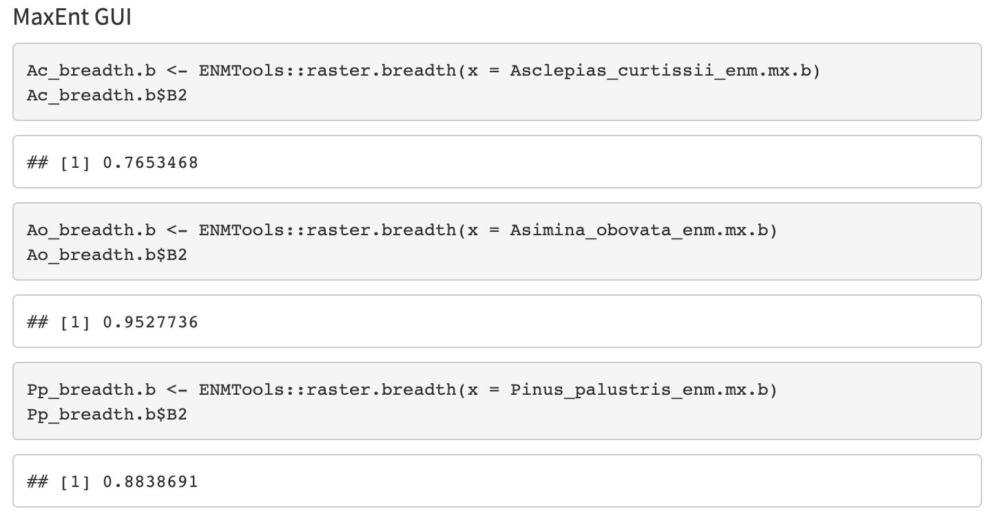 MaxEnt GUI
Ac_breadth.b <- ENMTools::raster.breadth(x = Asclepias_curtissii_enm.mx.b)
Ac_breadth.b$B2
## [1] 0.7653468
Ao_breadth.b <- ENMTools::raster.breadth(x = Asimina_obovata_enm.mx.b)
Ao_breadth.b$B2
## [1] 0.9527736
Pp_breadth.b <- ENMTools::raster.breadth(x = Pinus_palustris_enm.mx.b)
Pp_breadth.b$B2
## [1] 0.8838691